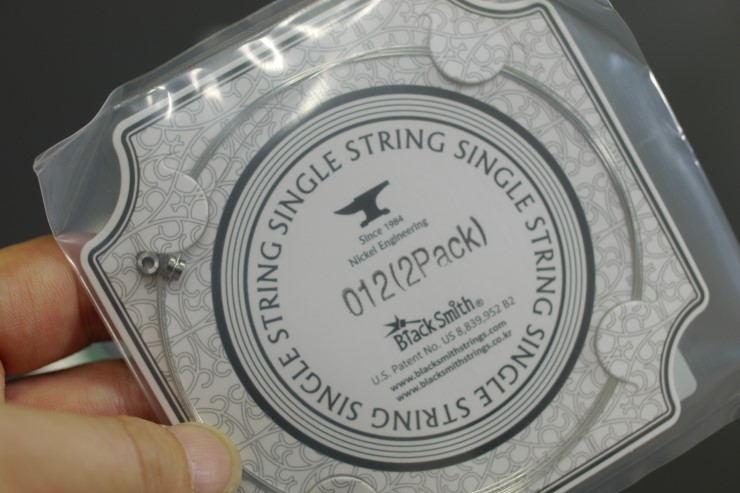 SINGLE STRING SINGLE STRING SINGLE STRING SINGLE STRING
Since 1984
Nickel Engineering
012(2Pack)
BlackSmith®
U.S. Patent No. US 8,839,952 B2
www.blacksmithstrings.com
www.blacksmithstrings.co.kr